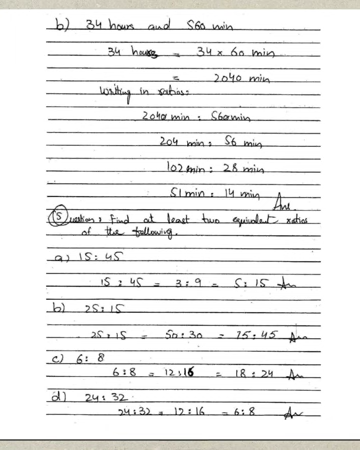 b) 34 hours and 560 min
34 hours = 34 × 60 min
= 2040 min
Writing in ratios:
2040 min : 560 min
204 min : 56 min
102 min : 28 min
51 min : 14 min Ans.
Question 5: Find at least two equivalent ratios
of the following.
a) 15 : 45
15 : 45 = 3 : 9 = 5 : 15 Ans
b) 25 : 15
25 : 15 = 50 : 30 = 75 : 45 Ans
c) 6 : 8
6 : 8 = 12 : 16 = 18 : 24 Ans
d) 24 : 32
24 : 32 = 12 : 16 = 6 : 8 Ans